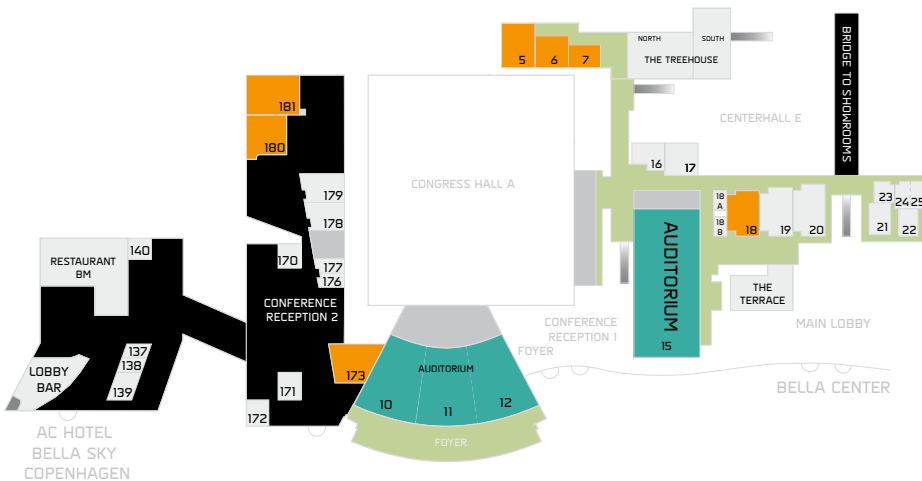 5
6
7
NORTH
SOUTH
THE TREEHOUSE
BRIDGE TO SHOWROOMS
181
180
CENTERHALL E
16
17
CONGRESS HALL A
179
178
177
176
18
A
18
B
18
19
20
23
24
25
21
22
140
RESTAURANT
BM
170
AUDITORIUM
15
THE
TERRACE
CONFERENCE
RECEPTION 2
CONFERENCE
RECEPTION 1
MAIN LOBBY
FOYER
137
138
139
LOBBY
BAR
173
AUDITORIUM
171
172
10
11
12
BELLA CENTER
FOYER
AC HOTEL
BELLA SKY
COPENHAGEN